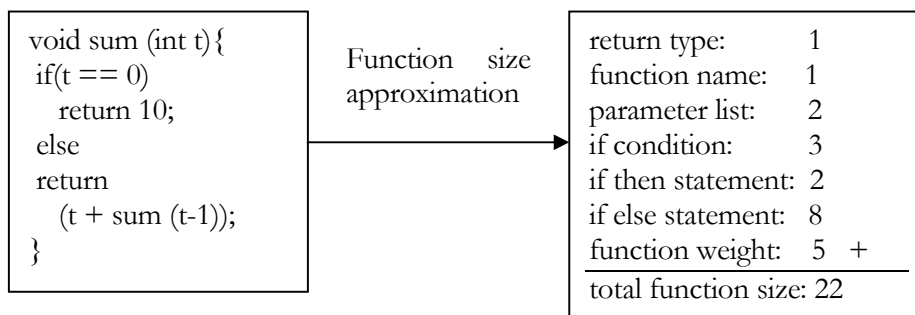 void sum (int t){
if(t == 0)
return 10;
else
return
(t + sum (t-1));
}
Function size
approximation
return type: 1
function name: 1
parameter list: 2
if condition: 3
if then statement: 2
if else statement: 8
function weight: 5 +
total function size: 22